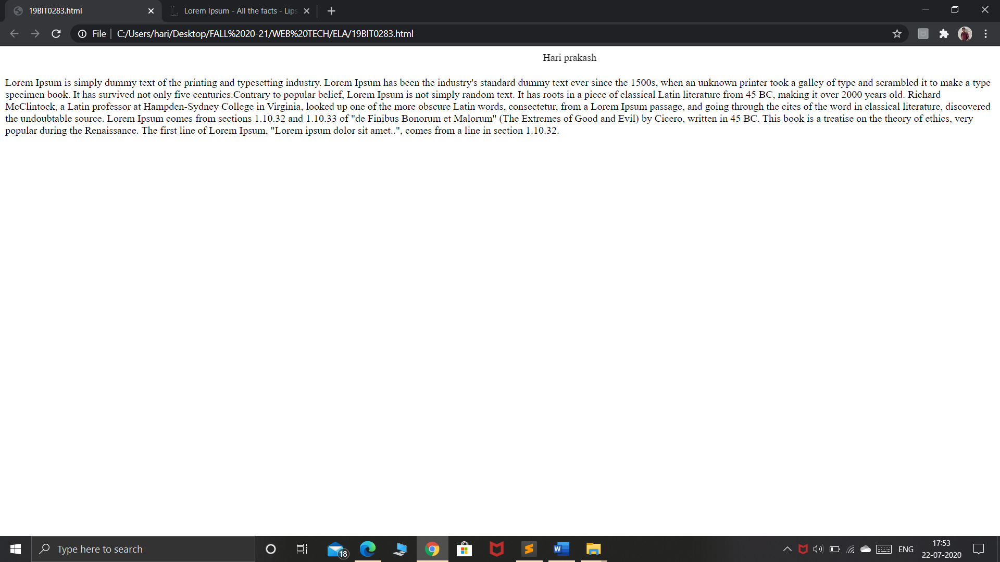 19BIT0283.html
Lorem Ipsum - All the facts - Lips
File
C:/Users/hari/Desktop/FALL%2020-21/WEB%20TECH/ELA/19BIT0283.html
Hari prakash
Lorem Ipsum is simply dummy text of the printing and typesetting industry. Lorem Ipsum has been the industry's standard dummy text ever since the 1500s, when an unknown printer took a galley of type and scrambled it to make a type
specimen book. It has survived not only five centuries.Contrary to popular belief, Lorem Ipsum is not simply random text. It has roots in a piece of classical Latin literature from 45 BC, making it over 2000 years old. Richard
McClintock, a Latin professor at Hampden-Sydney College in Virginia, looked up one of the more obscure Latin words, consectetur, from a Lorem Ipsum passage, and going through the cites of the word in classical literature, discovered
the undoubtable source. Lorem Ipsum comes from sections 1.10.32 and 1.10.33 of "de Finibus Bonorum et Malorum" (The Extremes of Good and Evil) by Cicero, written in 45 BC. This book is a treatise on the theory of ethics, very
popular during the Renaissance. The first line of Lorem Ipsum, "Lorem ipsum dolor sit amet..", comes from a line in section 1.10.32.
Type here to search
18
ENG
17:53
22-07-2020